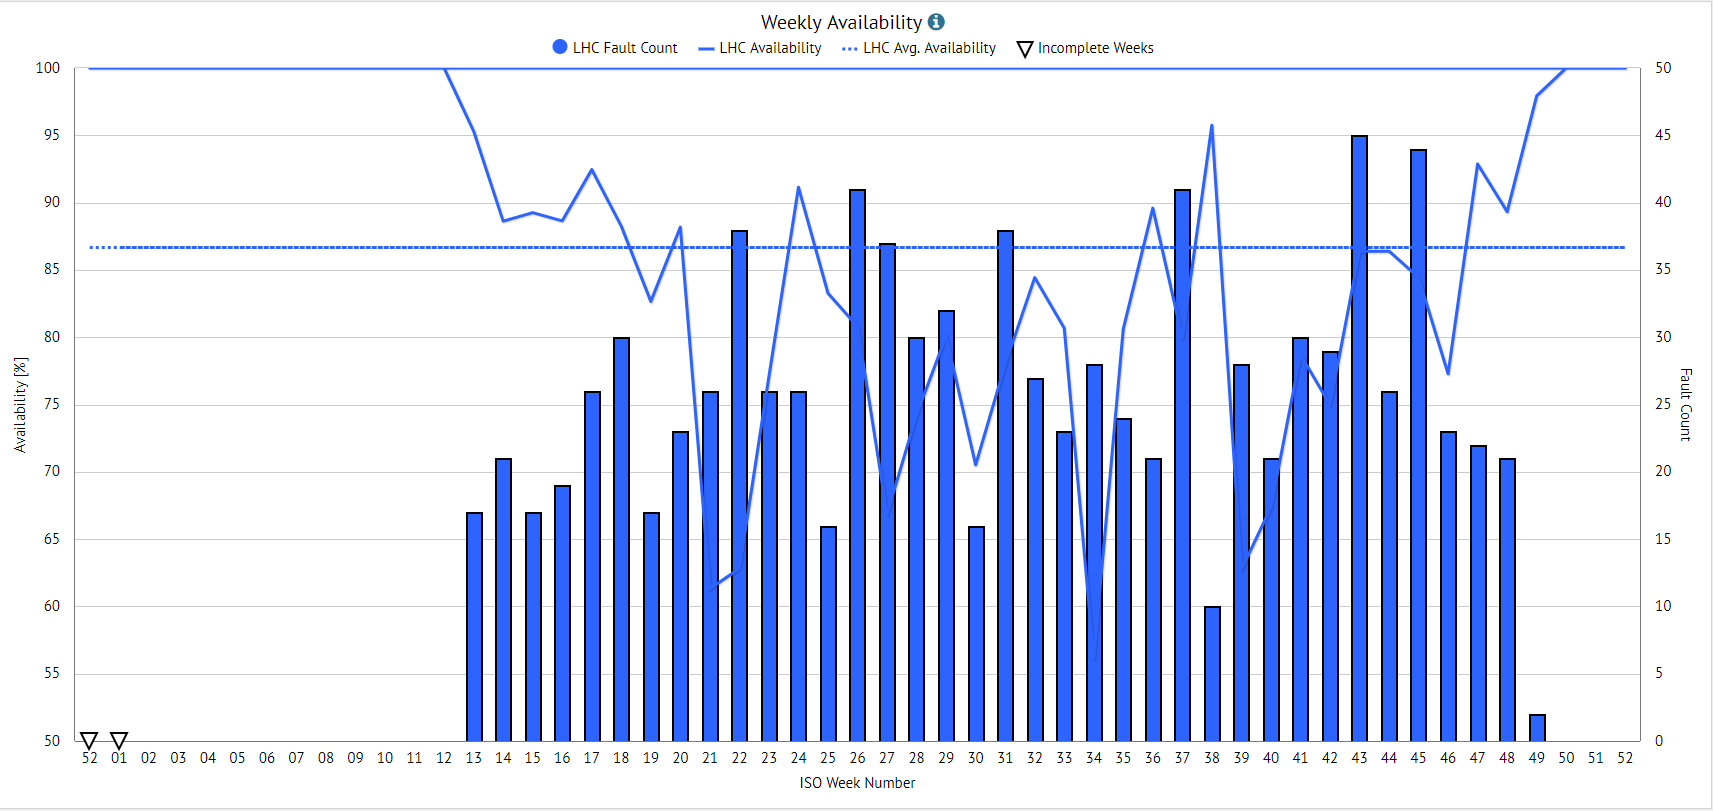 Weekly Availability
LHC Fault Count LHC Availability LHC Avg. Availability Incomplete Weeks
100 50
95 45
90 40
85 35
80 30
75 25
Availability [%]
Fault Count
70 20
65 15
60 10
55 5
50 0
52 01 02 03 04 05 06 07 08 09 10 11 12 13 14 15 16 17 18 19 20 21 22 23 24 25 26 27 28 29 30 31 32 33 34 35 36 37 38 39 40 41 42 43 44 45 46 47 48 49 50 51 52
ISO Week Number